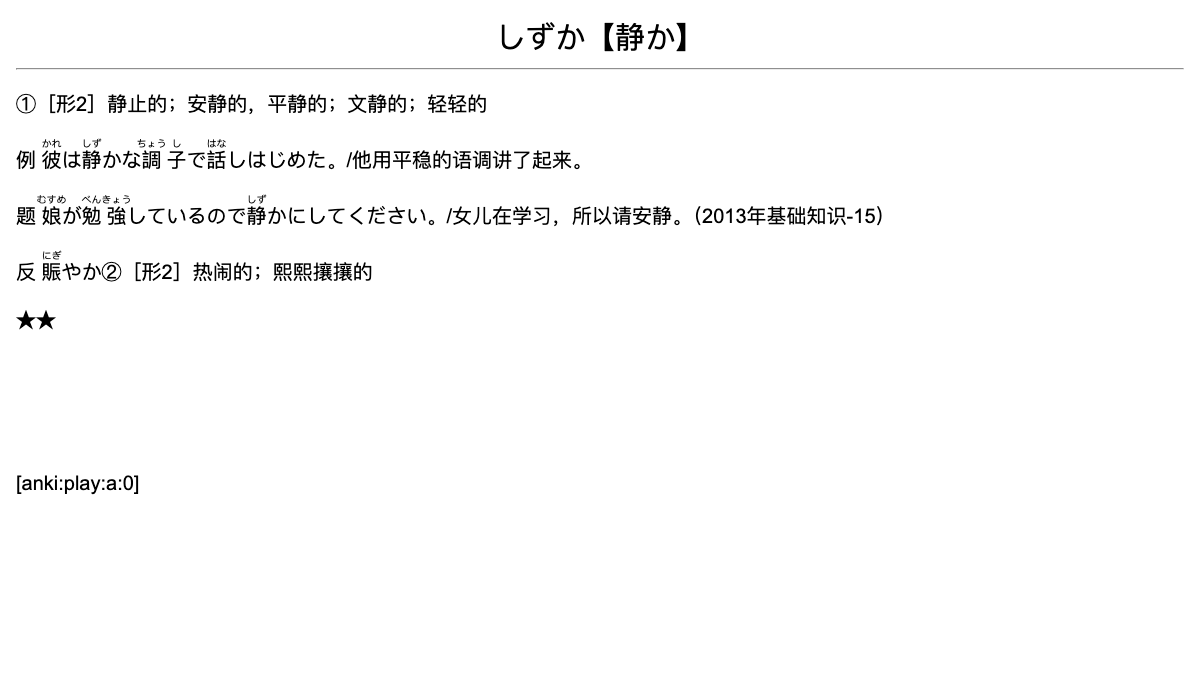 しずか【静か】
①［形2］静止的；安静的，平静的；文静的；轻轻的
かれ しず ちょう し はな
例 彼は静かな調子で話しはじめた。/他用平稳的语调讲了起来。
むすめ べんきょう しず
题 娘が勉強しているので静かにしてください。/女儿在学习，所以请安静。（2013年基础知识-15）
にぎ
反 賑やか②［形2］热闹的；熙熙攘攘的
★★
[anki:play:a:0]